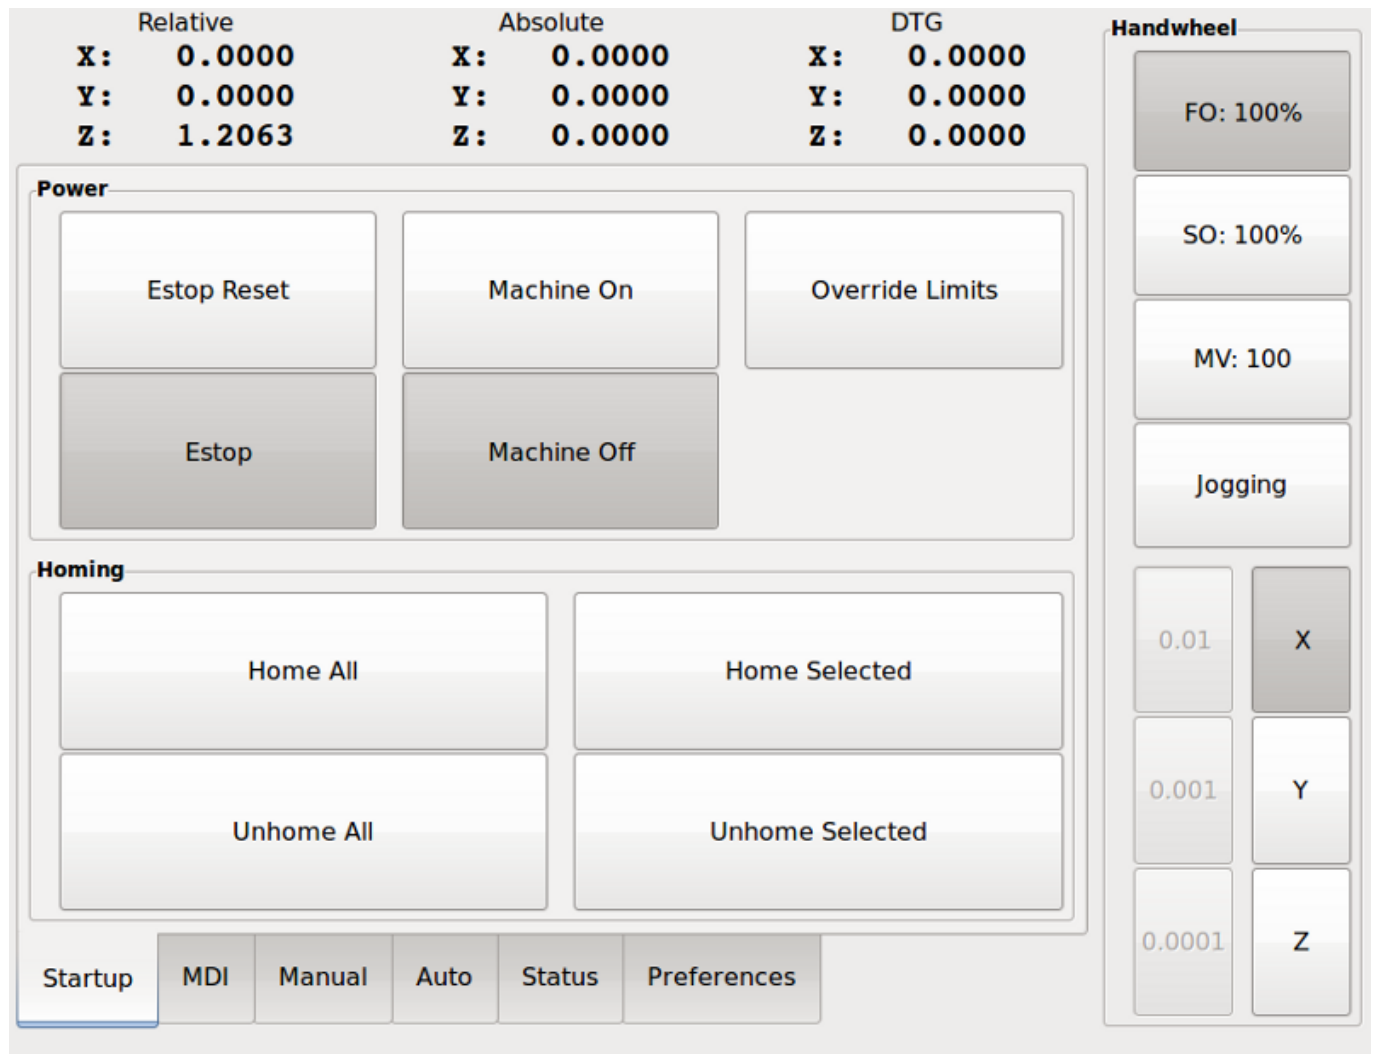 Relative Absolute DTG
X: 0.0000 X: 0.0000 X: 0.0000
Y: 0.0000 Y: 0.0000 Y: 0.0000
Z: 1.2063 Z: 0.0000 Z: 0.0000
Power
Estop Reset Machine On Override Limits
Estop Machine Off
Homing
Home All Home Selected
Unhome All Unhome Selected
Startup MDI Manual Auto Status Preferences
Handwheel
FO: 100%
SO: 100%
MV: 100
Jogging
0.01 X
0.001 Y
0.0001 Z